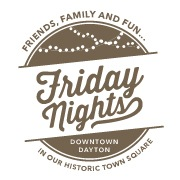 FRIENDS, FAMILY AND FUN...
Friday
Nights
DOWNTOWN
DAYTON
IN OUR HISTORIC TOWN SQUARE